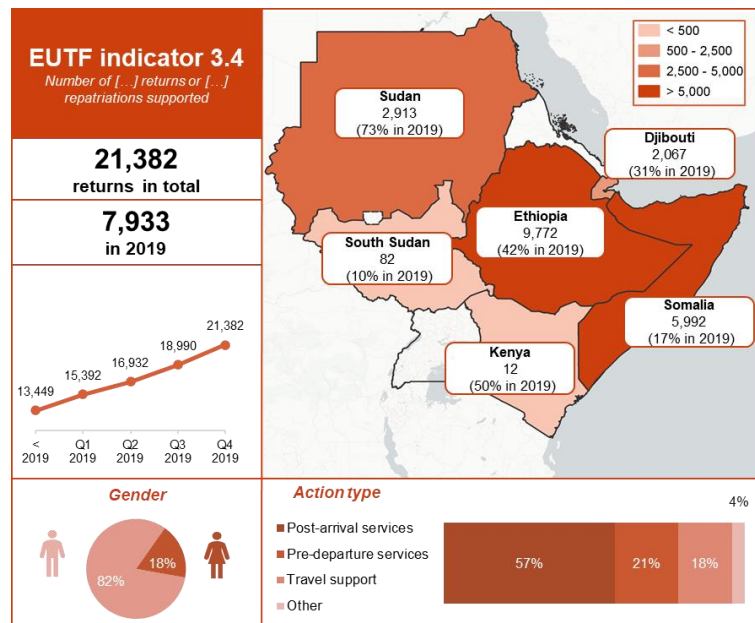 EUTF indicator 3.4
Number of [...] returns or [...]
repatriations supported
21,382
returns in total
7,933
in 2019
13,449
15,392
16,932
18,990
21,382
<
2019
Q1
2019
Q2
2019
Q3
2019
Q4
2019
< 500
500 - 2,500
2,500 - 5,000
> 5,000
Sudan
2,913
(73% in 2019)
Djibouti
2,067
(31% in 2019)
Ethiopia
9,772
(42% in 2019)
South Sudan
82
(10% in 2019)
Somalia
5,992
(17% in 2019)
Kenya
12
(50% in 2019)
Gender
82%
18%
Action type
Post-arrival services
Pre-departure services
Travel support
Other
57%
21%
18%
4%